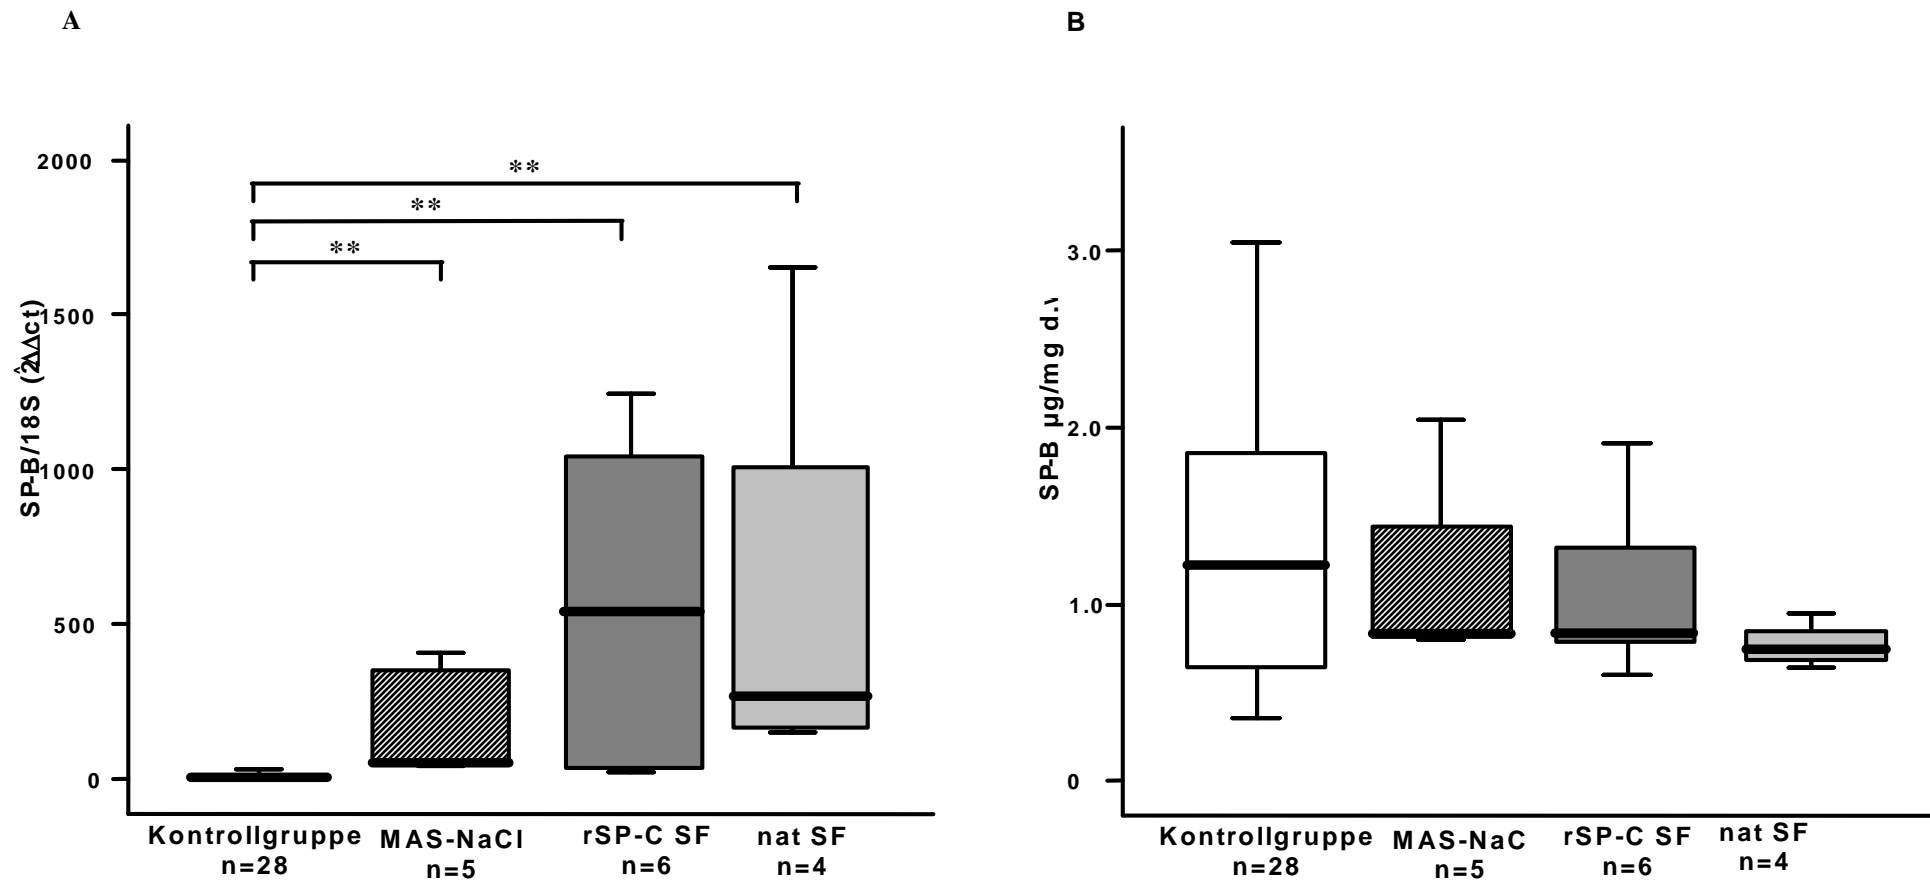 A
2000
1500
1000
500
0
SP-B/18S (2^ΔΔct)
**
**
**
Kontrollgruppe
n=28
MAS-NaCl
n=5
rSP-C SF
n=6
nat SF
n=4
B
3.0
2.0
1.0
0
SP-B µg/mg
Kontrollgruppe
n=28
MAS-NaC
n=5
rSP-C SF
n=6
nat SF
n=4